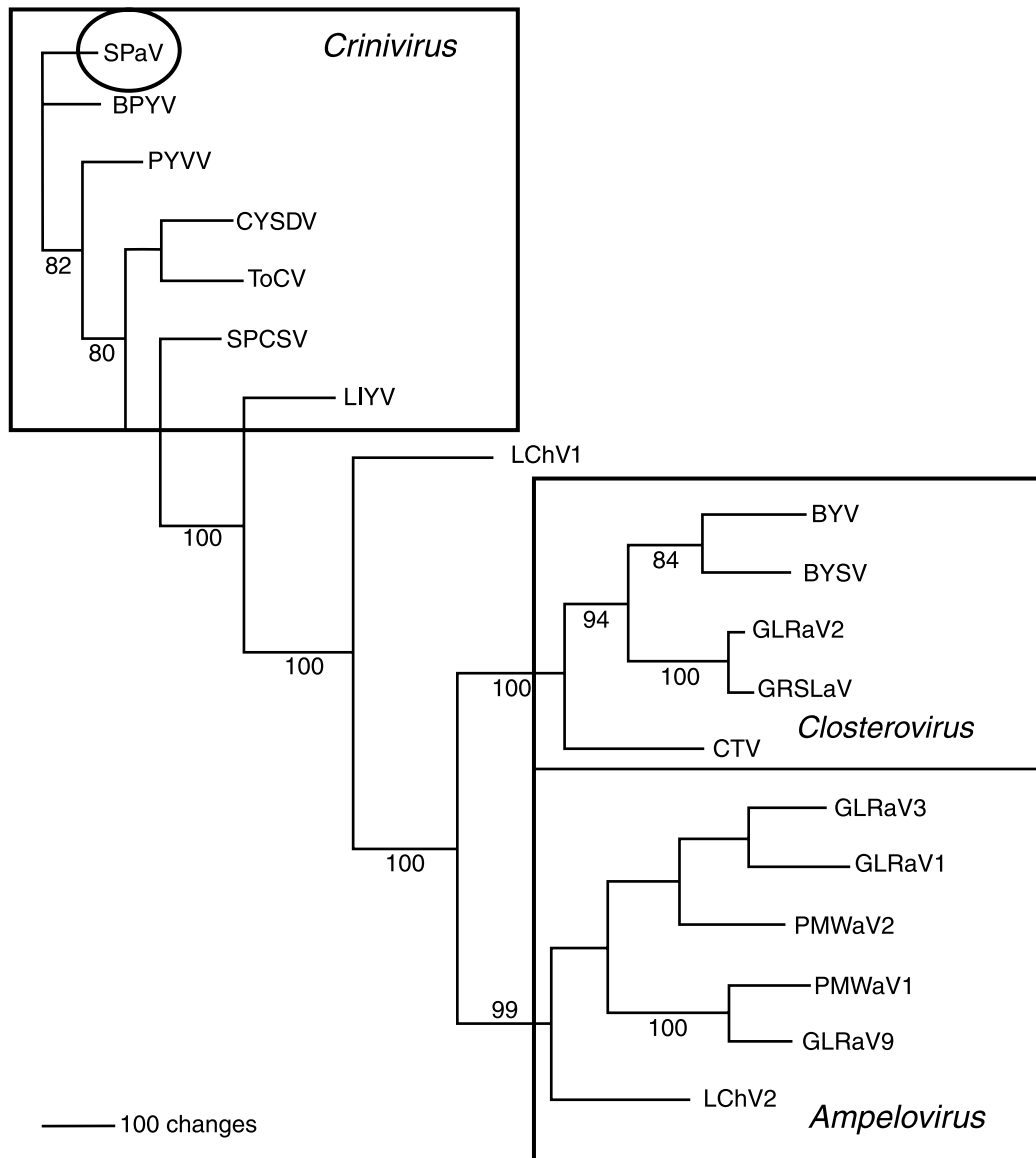 Crinivirus
SPaV
BPYV
PYVV
CYSDV
82
ToCV
80
SPCSV
LIYV
LChV1
BYV
100
84
BYSV
94
GLRaV2
100
100
100
GRSLaV
Closterovirus
CTV
GLRaV3
100
GLRaV1
PMWaV2
PMWaV1
99
100
GLRaV9
LChV2
100 changes
Ampelovirus